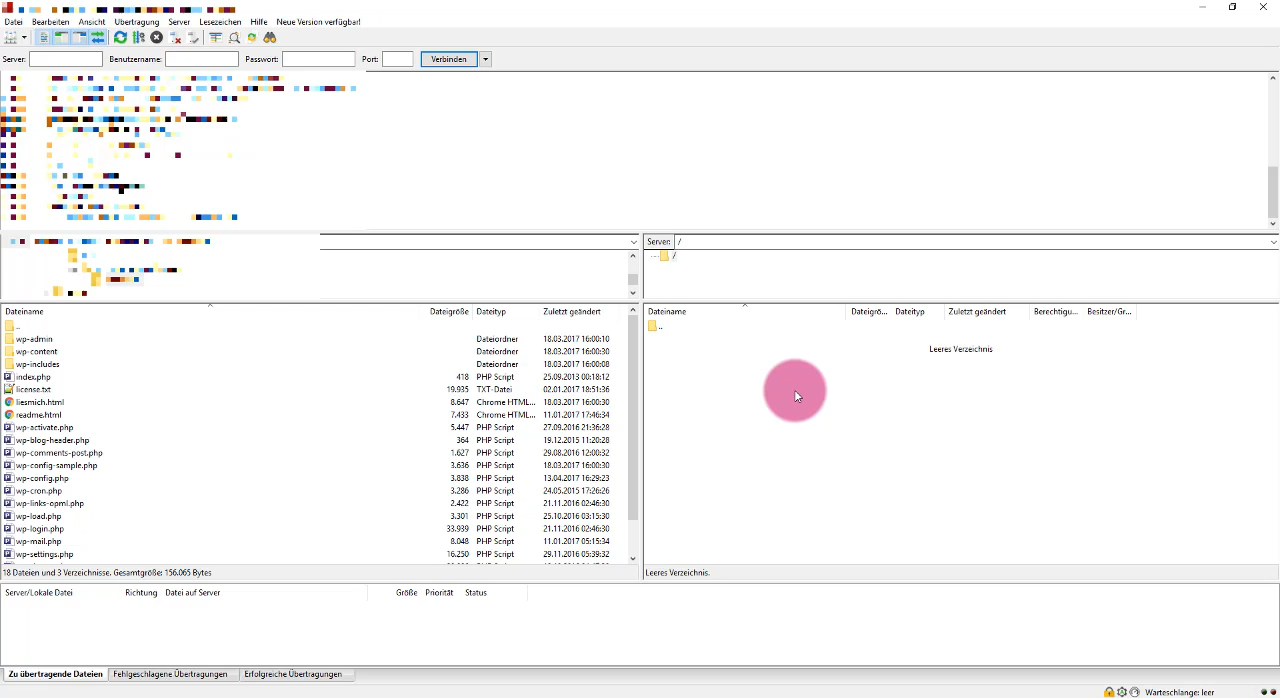 Datei Bearbeiten Ansicht Übertragung Server Lesezeichen Hilfe Neue Version verfügbar!
Server: Benutzername: Passwort: Port: Verbinden
Server: /
/
Dateiname Dateigröße Dateityp Zuletzt geändert
..
wp-admin Dateiordner 18.03.2017 16:00:10
wp-content Dateiordner 18.03.2017 16:00:30
wp-includes Dateiordner 18.03.2017 16:00:08
index.php 418 PHP Script 25.09.2013 00:18:12
license.txt 19.935 TXT-Datei 02.01.2017 18:51:36
liesmich.html 8.647 Chrome HTML... 18.03.2017 16:00:30
readme.html 7.433 Chrome HTML... 11.01.2017 17:46:34
wp-activate.php 5.447 PHP Script 27.09.2016 21:36:28
wp-blog-header.php 364 PHP Script 19.12.2015 11:20:28
wp-comments-post.php 1.627 PHP Script 29.08.2016 12:00:32
wp-config-sample.php 3.636 PHP Script 18.03.2017 16:00:30
wp-config.php 3.838 PHP Script 13.04.2017 16:29:23
wp-cron.php 3.286 PHP Script 24.05.2015 17:26:26
wp-links-opml.php 2.422 PHP Script 21.11.2016 02:46:30
wp-load.php 3.301 PHP Script 25.10.2016 03:15:30
wp-login.php 33.939 PHP Script 21.11.2016 02:46:30
wp-mail.php 8.048 PHP Script 11.01.2017 05:15:34
wp-settings.php 16.250 PHP Script 29.11.2016 05:39:32
18 Dateien und 3 Verzeichnisse. Gesamtgröße: 156.065 Bytes
Dateiname Dateigrö... Dateityp Zuletzt geändert Berechtigu... Besitzer/Gr...
..
Leeres Verzeichnis
Leeres Verzeichnis.
Server/Lokale Datei Richtung Datei auf Server Größe Priorität Status
Zu übertragende Dateien Fehlgeschlagene Übertragungen Erfolgreiche Übertragungen
Warteschlange: leer